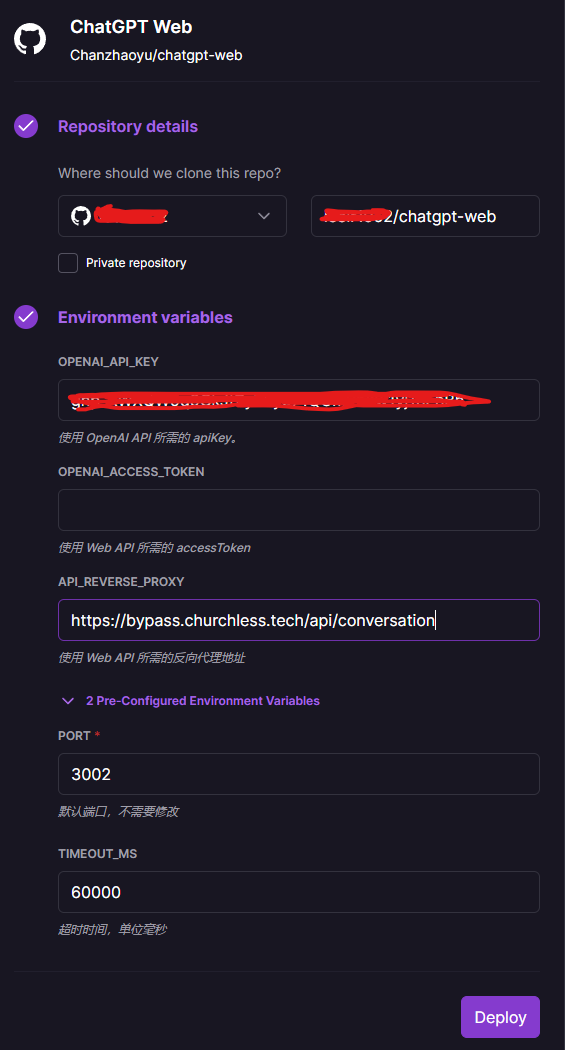 ChatGPT Web
Chanzhaoyu/chatgpt-web
Repository details
Where should we clone this repo?
/chatgpt-web
Private repository
Environment variables
OPENAI_API_KEY
使用 OpenAI API 所需的 apiKey。
OPENAI_ACCESS_TOKEN
使用 Web API 所需的 accessToken
API_REVERSE_PROXY
https://bypass.churchless.tech/api/conversation
使用 Web API 所需的反向代理地址
2 Pre-Configured Environment Variables
PORT *
3002
默认端口，不需要修改
TIMEOUT_MS
60000
超时时间，单位毫秒
Deploy